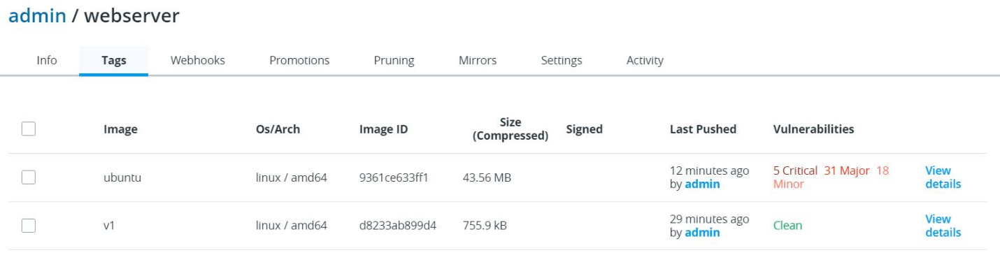 admin / webserver
Info Tags Webhooks Promotions Pruning Mirrors Settings Activity
Image Os/Arch Image ID Size (Compressed) Signed Last Pushed Vulnerabilities
ubuntu linux / amd64 9361ce633ff1 43.56 MB 12 minutes ago by admin 5 Critical 31 Major 18 Minor View details
v1 linux / amd64 d8233ab899d4 755.9 kB 29 minutes ago by admin Clean View details